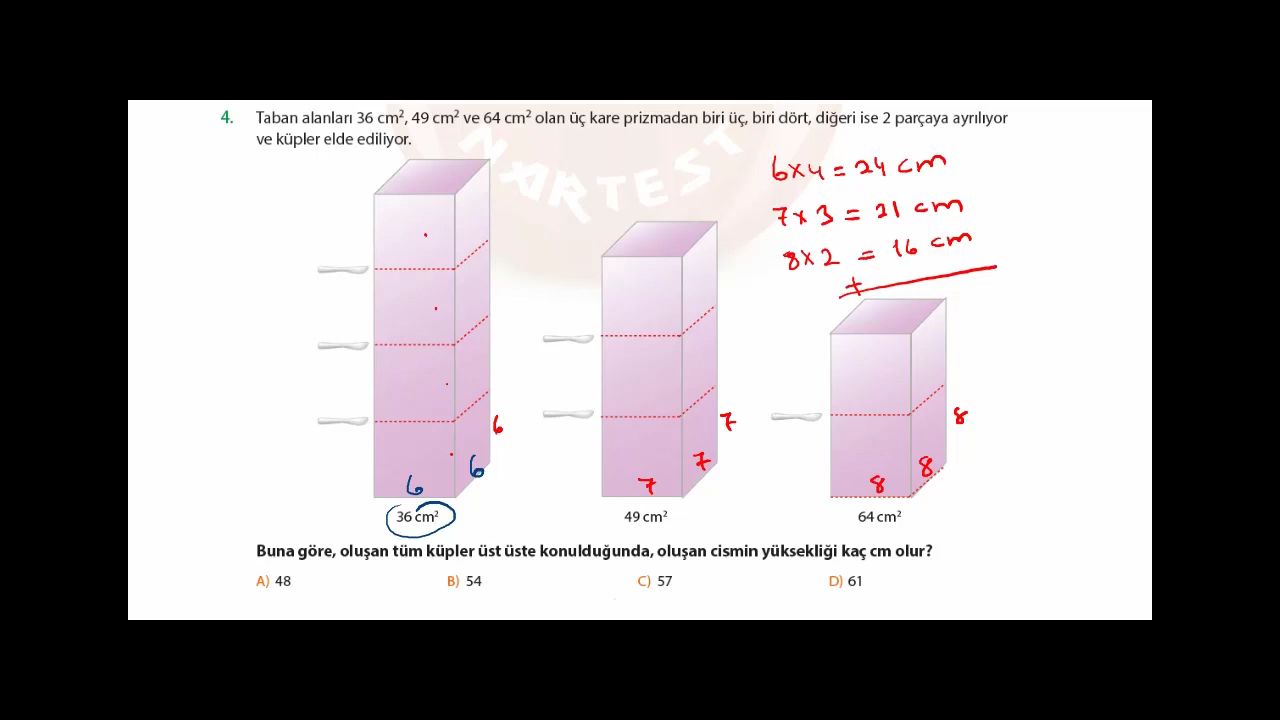 4. Taban alanları 36 cm², 49 cm² ve 64 cm² olan üç kare prizmadan biri üç, biri dört, diğeri ise 2 parçaya ayrılıyor
ve küpler elde ediliyor.
NARTEST
6x4 = 24 cm
7x3 = 21 cm
8x2 = 16 cm
+
6
6
6
7
7
7
8
8
8
36 cm²
49 cm²
64 cm²
Buna göre, oluşan tüm küpler üst üste konulduğunda, oluşan cismin yüksekliği kaç cm olur?
A) 48 B) 54 C) 57 D) 61